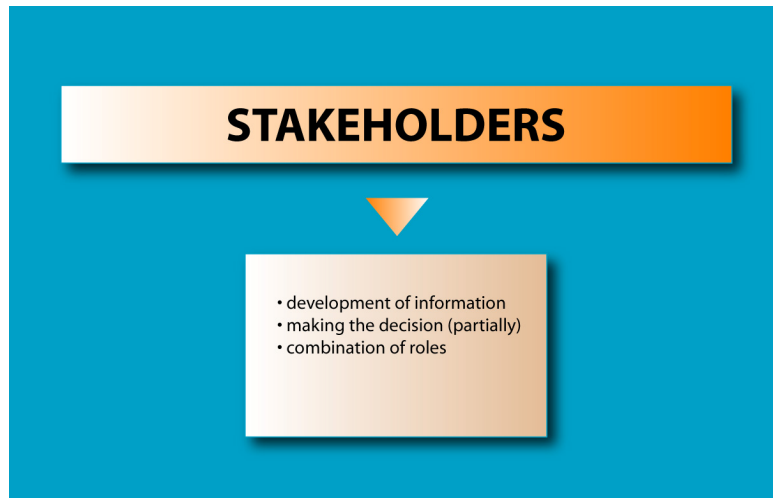 STAKEHOLDERS
• development of information
• making the decision (partially)
• combination of roles